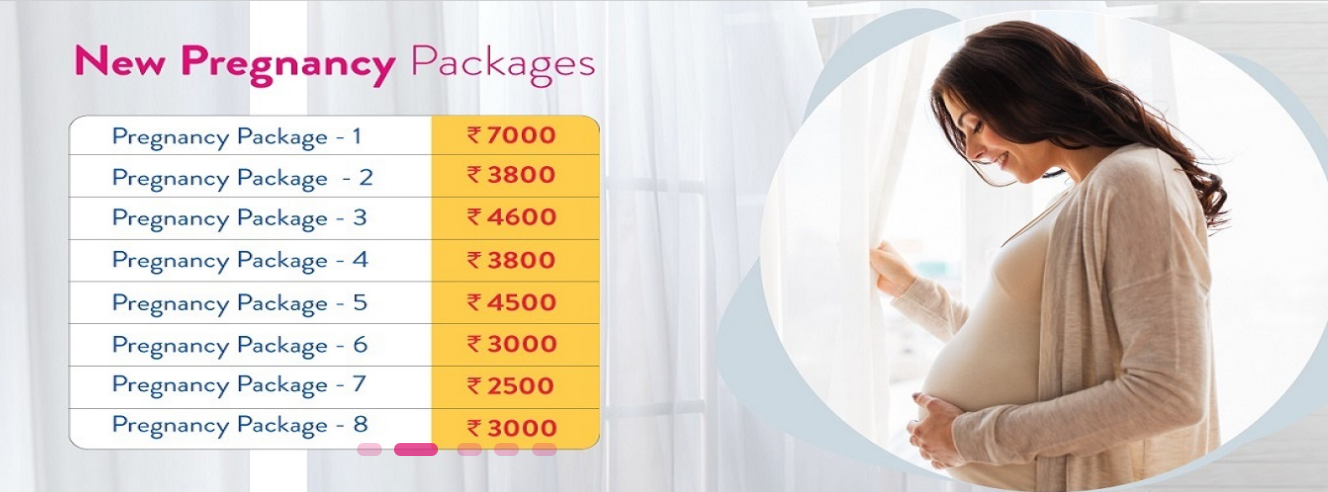 New Pregnancy Packages
Pregnancy Package - 1 ₹ 7000
Pregnancy Package - 2 ₹ 3800
Pregnancy Package - 3 ₹ 4600
Pregnancy Package - 4 ₹ 3800
Pregnancy Package - 5 ₹ 4500
Pregnancy Package - 6 ₹ 3000
Pregnancy Package - 7 ₹ 2500
Pregnancy Package - 8 ₹ 3000